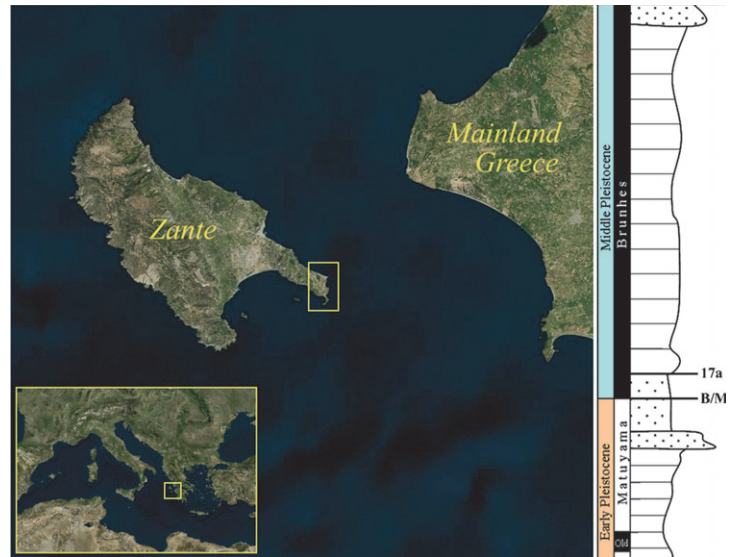 Mainland
Greece
Zante
Middle Pleistocene
Brunhes
17a
B/M
Early Pleistocene
Matuyama
Old